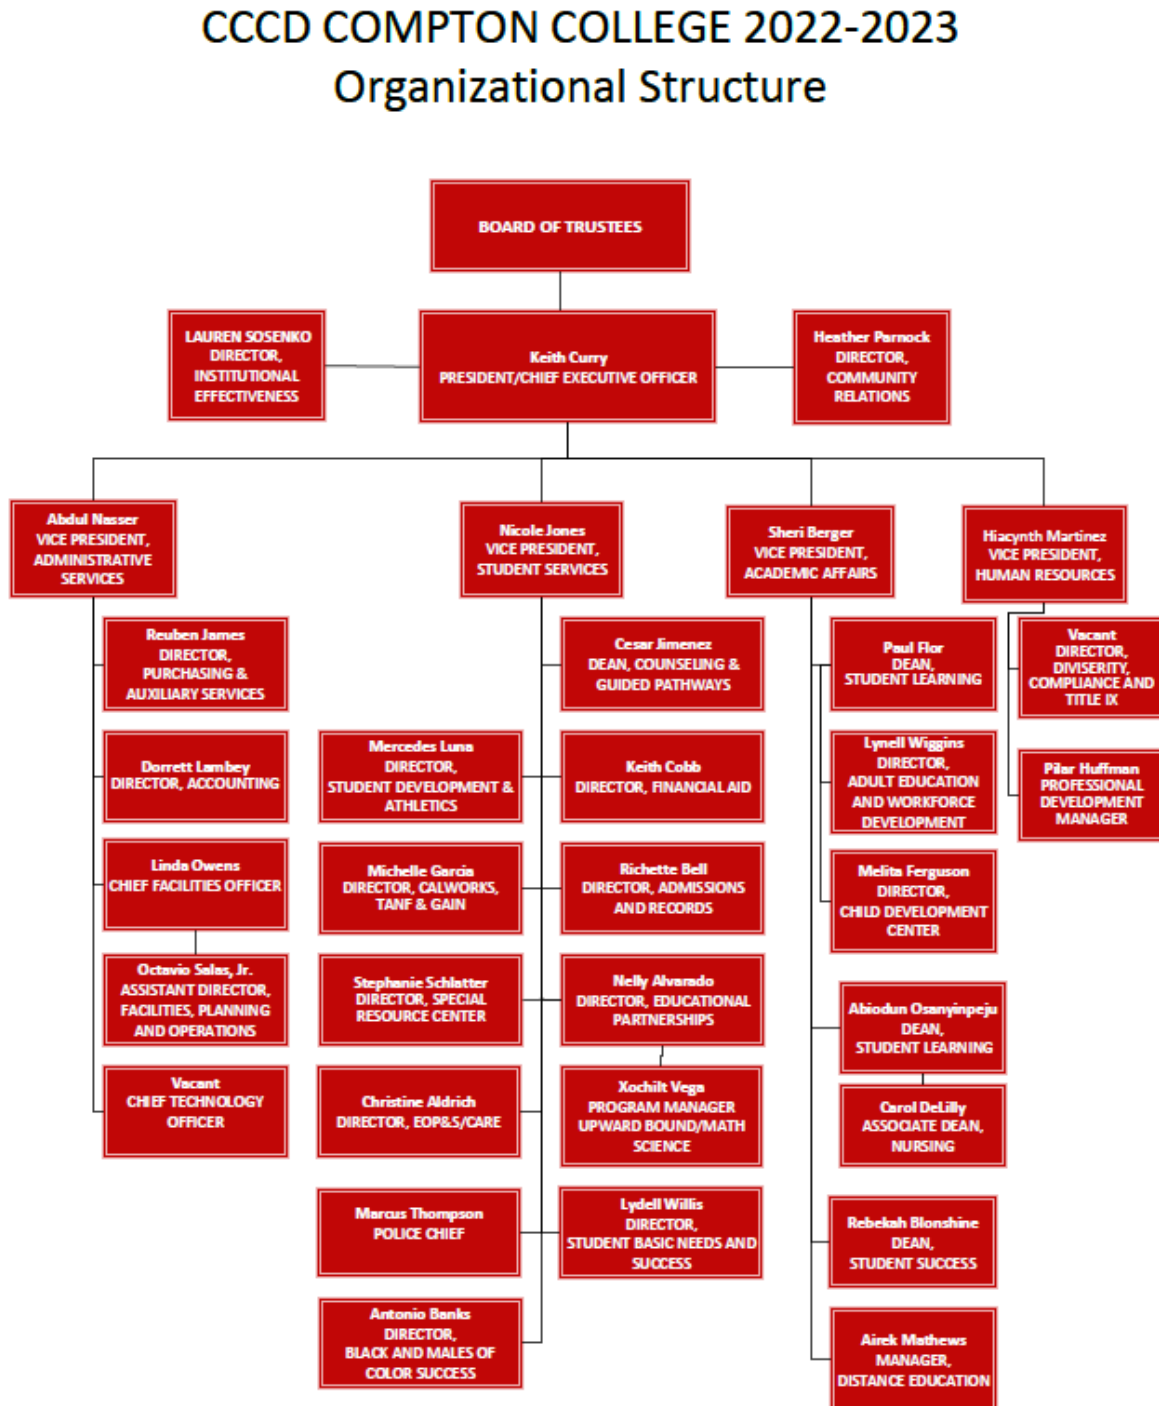 CCCD COMPTON COLLEGE 2022-2023
Organizational Structure
BOARD OF TRUSTEES
LAUREN SOSENKO
DIRECTOR,
INSTITUTIONAL
EFFECTIVENESS
Keith Curry
PRESIDENT/CHIEF EXECUTIVE OFFICER
Heather Parnock
DIRECTOR,
COMMUNITY
RELATIONS
Abdul Nasser
VICE PRESIDENT,
ADMINISTRATIVE
SERVICES
Nicole Jones
VICE PRESIDENT,
STUDENT SERVICES
Sheri Berger
VICE PRESIDENT,
ACADEMIC AFFAIRS
Hiacynth Martinez
VICE PRESIDENT,
HUMAN RESOURCES
Reuben James
DIRECTOR,
PURCHASING &
AUXILIARY SERVICES
Dorrett Lambey
DIRECTOR, ACCOUNTING
Linda Owens
CHIEF FACILITIES OFFICER
Octavio Salas, Jr.
ASSISTANT DIRECTOR,
FACILITIES, PLANNING
AND OPERATIONS
Vacant
CHIEF TECHNOLOGY
OFFICER
Mercedes Luna
DIRECTOR,
STUDENT DEVELOPMENT &
ATHLETICS
Michelle Garcia
DIRECTOR, CALWORKS,
TANF & GAIN
Stephanie Schlatter
DIRECTOR, SPECIAL
RESOURCE CENTER
Christine Aldrich
DIRECTOR, EOP&S/CARE
Marcus Thompson
POLICE CHIEF
Antonio Banks
DIRECTOR,
BLACK AND MALES OF
COLOR SUCCESS
Cesar Jimenez
DEAN, COUNSELING &
GUIDED PATHWAYS
Keith Cobb
DIRECTOR, FINANCIAL AID
Richette Bell
DIRECTOR, ADMISSIONS
AND RECORDS
Nelly Alvarado
DIRECTOR, EDUCATIONAL
PARTNERSHIPS
Xochilt Vega
PROGRAM MANAGER
UPWARD BOUND/MATH
SCIENCE
Lydell Willis
DIRECTOR,
STUDENT BASIC NEEDS AND
SUCCESS
Paul Flor
DEAN,
STUDENT LEARNING
Lynell Wiggins
DIRECTOR,
ADULT EDUCATION
AND WORKFORCE
DEVELOPMENT
Melita Ferguson
DIRECTOR,
CHILD DEVELOPMENT
CENTER
Abiodun Osanyinpeju
DEAN,
STUDENT LEARNING
Carol DeLilly
ASSOCIATE DEAN,
NURSING
Rebekah Blonshine
DEAN,
STUDENT SUCCESS
Airek Mathews
MANAGER,
DISTANCE EDUCATION
Vacant
DIRECTOR,
DIVISERITY,
COMPLIANCE AND
TITLE IX
Pilar Huffman
PROFESSIONAL
DEVELOPMENT
MANAGER